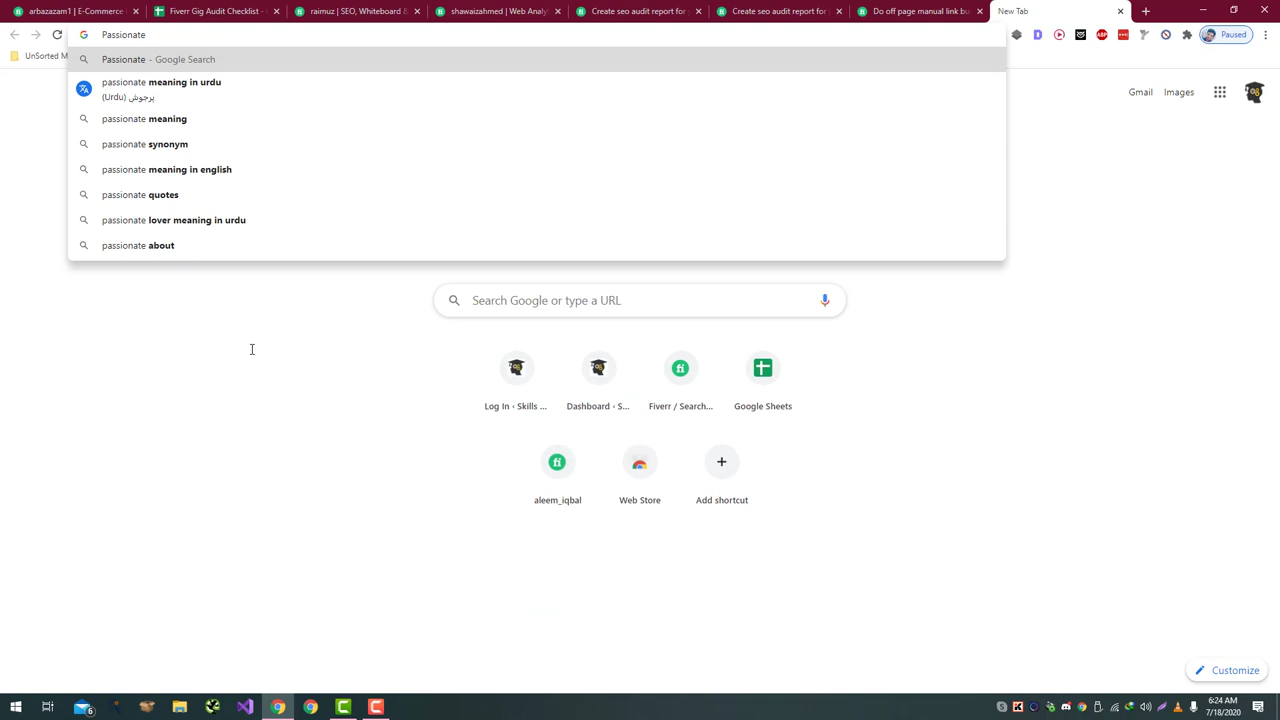 arbazazam1 | E-Commerce
Fiverr Gig Audit Checklist -
raimuz | SEO, Whiteboard &
shawaizahmed | Web Analy
Create seo audit report for
Create seo audit report for
Do off page manual link bu
New Tab
Passionate
Paused
UnSorted M
Passionate - Google Search
passionate meaning in urdu
(Urdu) پرجوش
passionate meaning
passionate synonym
passionate meaning in english
passionate quotes
passionate lover meaning in urdu
passionate about
Gmail Images
Search Google or type a URL
Log In ‹ Skills ...
Dashboard ‹ S...
Fiverr / Search...
Google Sheets
aleem_iqbal
Web Store
Add shortcut
Customize
6:24 AM
7/18/2020